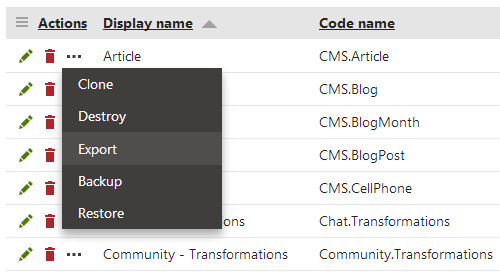 Actions Display name Code name
Article CMS.Article
Clone CMS.Blog
Destroy CMS.BlogMonth
Export CMS.BlogPost
Backup CMS.CellPhone
Restore ons Chat.Transformations
Community - Transformations Community.Transformations